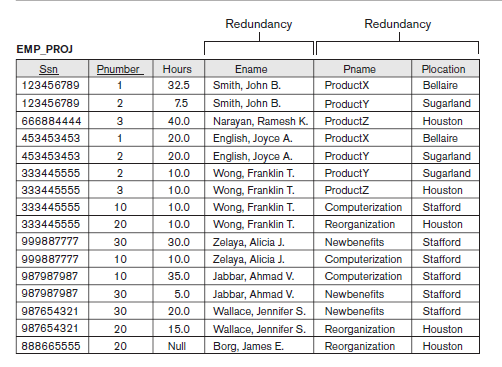 Redundancy Redundancy
EMP_PROJ
Ssn Pnumber Hours Ename Pname Plocation
123456789 1 32.5 Smith, John B. ProductX Bellaire
123456789 2 7.5 Smith, John B. ProductY Sugarland
666884444 3 40.0 Narayan, Ramesh K. ProductZ Houston
453453453 1 20.0 English, Joyce A. ProductX Bellaire
453453453 2 20.0 English, Joyce A. ProductY Sugarland
333445555 2 10.0 Wong, Franklin T. ProductY Sugarland
333445555 3 10.0 Wong, Franklin T. ProductZ Houston
333445555 10 10.0 Wong, Franklin T. Computerization Stafford
333445555 20 10.0 Wong, Franklin T. Reorganization Houston
999887777 30 30.0 Zelaya, Alicia J. Newbenefits Stafford
999887777 10 10.0 Zelaya, Alicia J. Computerization Stafford
987987987 10 35.0 Jabbar, Ahmad V. Computerization Stafford
987987987 30 5.0 Jabbar, Ahmad V. Newbenefits Stafford
987654321 30 20.0 Wallace, Jennifer S. Newbenefits Stafford
987654321 20 15.0 Wallace, Jennifer S. Reorganization Houston
888665555 20 Null Borg, James E. Reorganization Houston